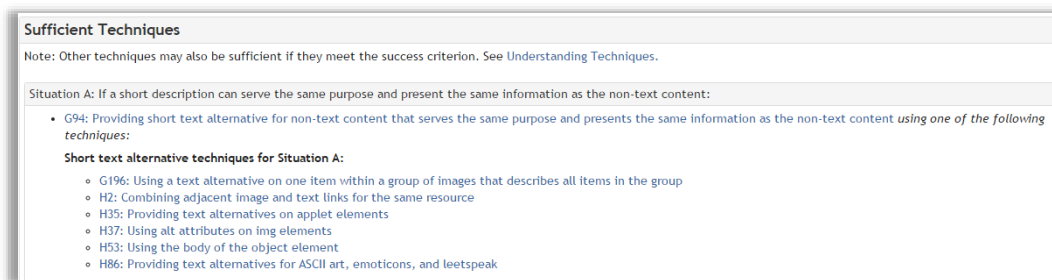 Sufficient Techniques
Note: Other techniques may also be sufficient if they meet the success criterion. See Understanding Techniques.
Situation A: If a short description can serve the same purpose and present the same information as the non-text content:
• G94: Providing short text alternative for non-text content that serves the same purpose and presents the same information as the non-text content using one of the following
techniques:
Short text alternative techniques for Situation A:
◦ G196: Using a text alternative on one item within a group of images that describes all items in the group
◦ H2: Combining adjacent image and text links for the same resource
◦ H35: Providing text alternatives on applet elements
◦ H37: Using alt attributes on img elements
◦ H53: Using the body of the object element
◦ H86: Providing text alternatives for ASCII art, emoticons, and leetspeak